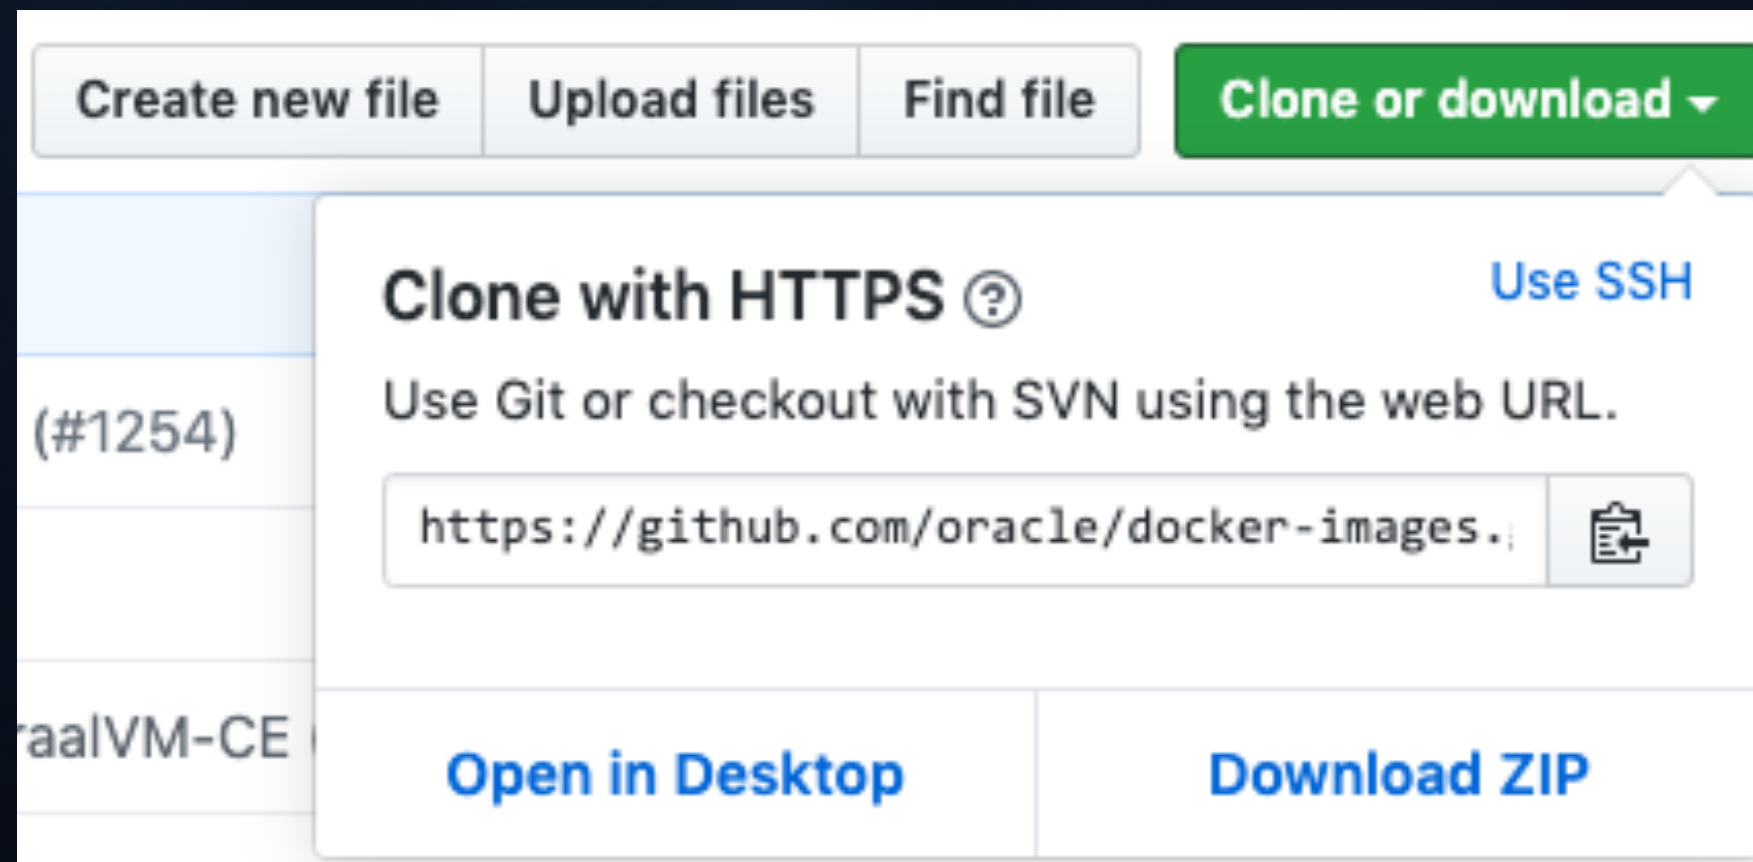 Create new file
Upload files
Find file
Clone or download
Clone with HTTPS
Use SSH
Use Git or checkout with SVN using the web URL.
(#1254)
https://github.com/oracle/docker-images.
raalVM-CE
Open in Desktop
Download ZIP